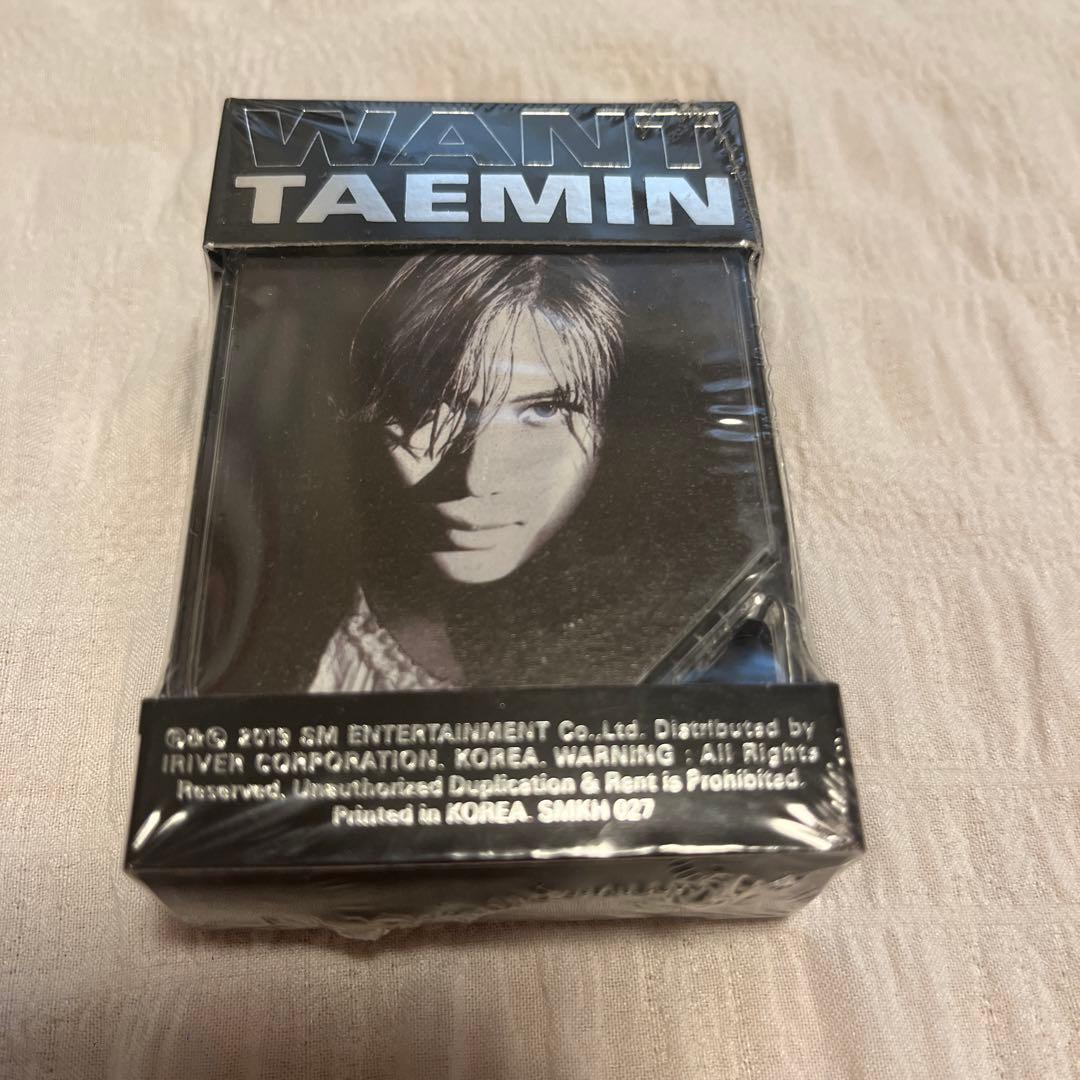 WANT
TAEMIN
℗&© 2019 SM ENTERTAINMENT Co.,Ltd. Distributed by
IRIVER CORPORATION. KOREA. WARNING : All Rights
Reserved. Unauthorized Duplication & Rent is Prohibited.
Printed in KOREA. SMKH 027